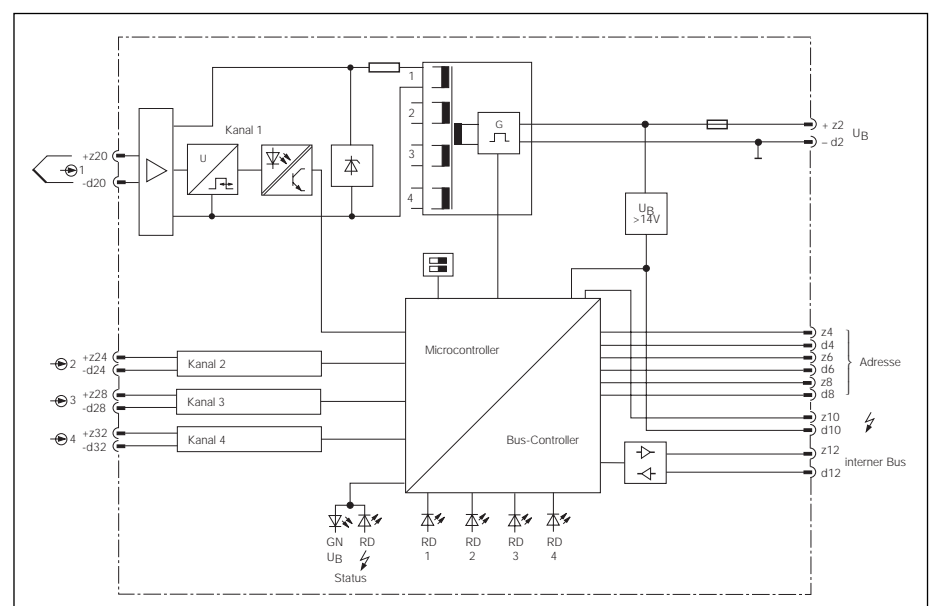 1
2
3
4
G
Kanal 1
U
+z20
1
-d20
+ z2
UB
– d2
UB
>14V
Microcontroller
Bus-Controller
+z24
2
-d24
Kanal 2
+z28
3
-d28
Kanal 3
+z32
4
-d32
Kanal 4
z4
d4
z6
d6
z8
d8
Adresse
z10
d10
z12
interner Bus
d12
GN
RD
RD
RD
RD
RD
UB
1
2
3
4
Status